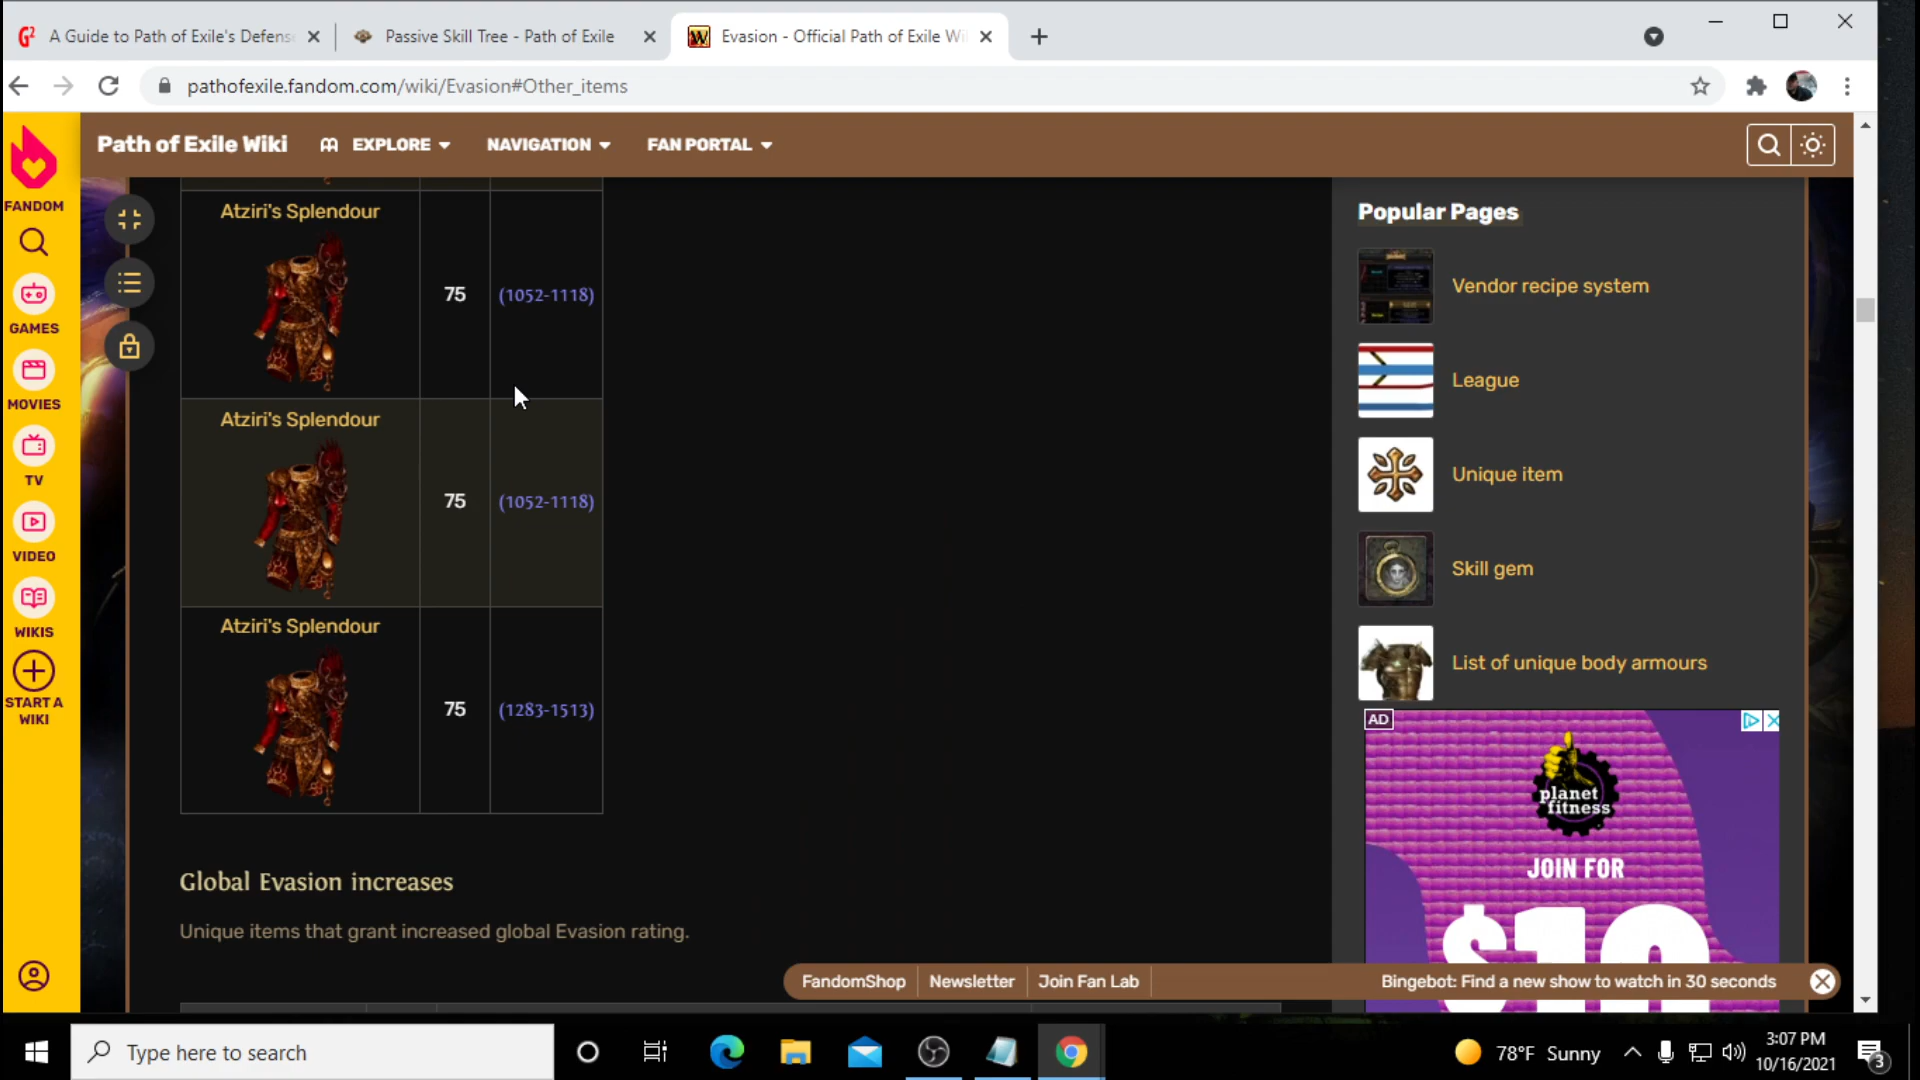 A Guide to Path of Exile's Defens
Passive Skill Tree - Path of Exile
Evasion - Official Path of Exile Wi
pathofexile.fandom.com/wiki/Evasion#Other_items
Path of Exile Wiki
EXPLORE
NAVIGATION
FAN PORTAL
FANDOM
GAMES
MOVIES
TV
VIDEO
WIKIS
START A
WIKI
Atziri's Splendour
75
(1052-1118)
Atziri's Splendour
75
(1052-1118)
Atziri's Splendour
75
(1283-1513)
Global Evasion increases
Unique items that grant increased global Evasion rating.
Popular Pages
Vendor recipe system
League
Unique item
Skill gem
List of unique body armours
AD
planet
fitness
JOIN FOR
$10
FandomShop
Newsletter
Join Fan Lab
Bingebot: Find a new show to watch in 30 seconds
Type here to search
78°F Sunny
3:07 PM
10/16/2021
3